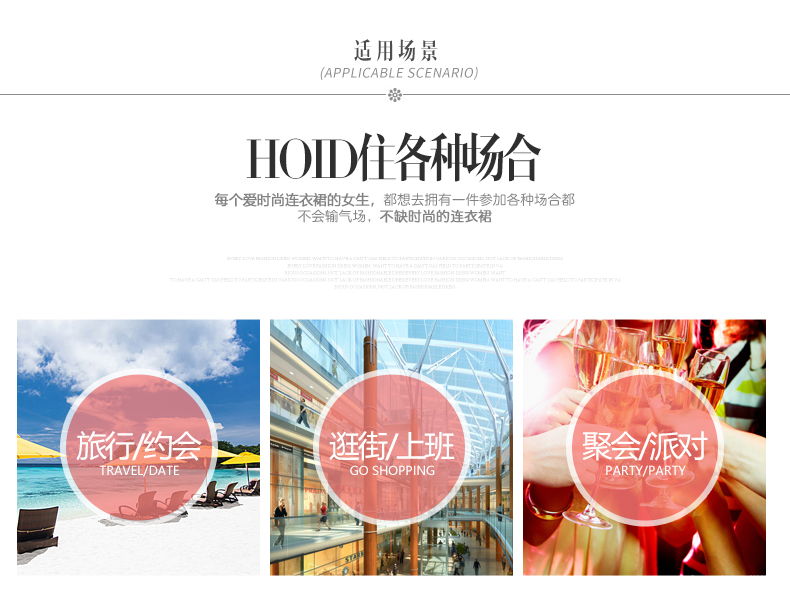 适用场景
(APPLICABLE SCENARIO)
HOLD住各种场合
每个爱时尚连衣裙的女生，都想去拥有一件参加各种场合都
不会输气场，不缺时尚的连衣裙
旅行/约会
TRAVEL/DATE
逛街/上班
GO SHOPPING
聚会/派对
PARTY/PARTY